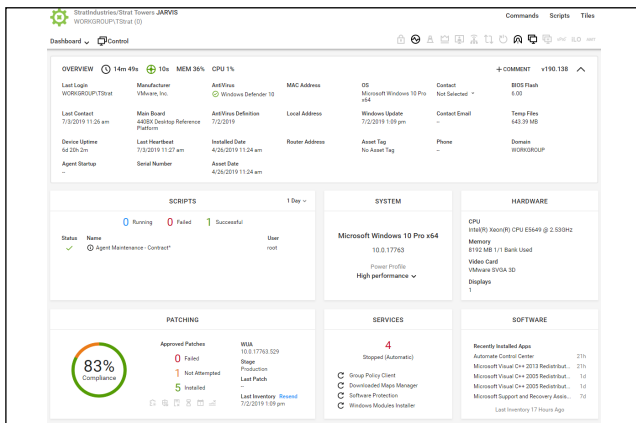 StratIndustries/Strat Towers JARVIS
WORKGROUP\TStrat (0)
Commands Scripts Tiles
Dashboard Control
OVERVIEW 14m 49s 10s MEM 36% CPU 1%
+ COMMENT v190.138
Last Login
WORKGROUP\TStrat
Manufacturer
VMware, Inc.
AntiVirus
Windows Defender 10
MAC Address
OS
Microsoft Windows 10 Pro
x64
Contact
Not Selected
BIOS Flash
6.00
Last Contact
7/3/2019 11:26 am
Main Board
440BX Desktop Reference
Platform
AntiVirus Definition
7/2/2019
Local Address
Windows Update
7/2/2019 1:09 pm
Contact Email
–
Temp Files
643.39 MB
Device Uptime
6d 20h 2m
Last Heartbeat
7/3/2019 11:27 am
Installed Date
4/26/2019 11:24 am
Router Address
Asset Tag
No Asset Tag
Phone
–
Domain
WORKGROUP
Agent Startup
–
Serial Number
Asset Date
4/26/2019 11:24 am
SCRIPTS
1 Day
0 Running 0 Failed 1 Successful
Status Name User
Agent Maintenance - Contract* root
SYSTEM
Microsoft Windows 10 Pro x64
10.0.17763
Power Profile
High performance
HARDWARE
CPU
Intel(R) Xeon(R) CPU E5649 @ 2.53GHz
Memory
8192 MB 1/1 Bank Used
Video Card
VMware SVGA 3D
Displays
1
PATCHING
83%
Compliance
Approved Patches
0 Failed
1 Not Attempted
5 Installed
WUA
10.0.17763.529
Stage
Production
Last Patch
–
Last Inventory Resend
7/2/2019 1:09 pm
SERVICES
4
Stopped (Automatic)
Group Policy Client
Downloaded Maps Manager
Software Protection
Windows Modules Installer
SOFTWARE
Recently Installed Apps
Automate Control Center 21h
Microsoft Visual C++ 2013 Redistribut... 21h
Microsoft Visual C++ 2005 Redistribut... 1d
Microsoft Visual C++ 2005 Redistribut... 1d
Microsoft Support and Recovery Assis... 7d
Last Inventory 17 Hours Ago